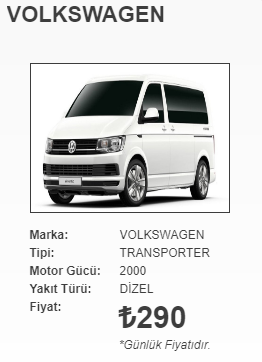 VOLKSWAGEN
Marka: VOLKSWAGEN
Tipi: TRANSPORTER
Motor Gücü: 2000
Yakıt Türü: DİZEL
Fiyat: ₺290
*Günlük Fiyatıdır.